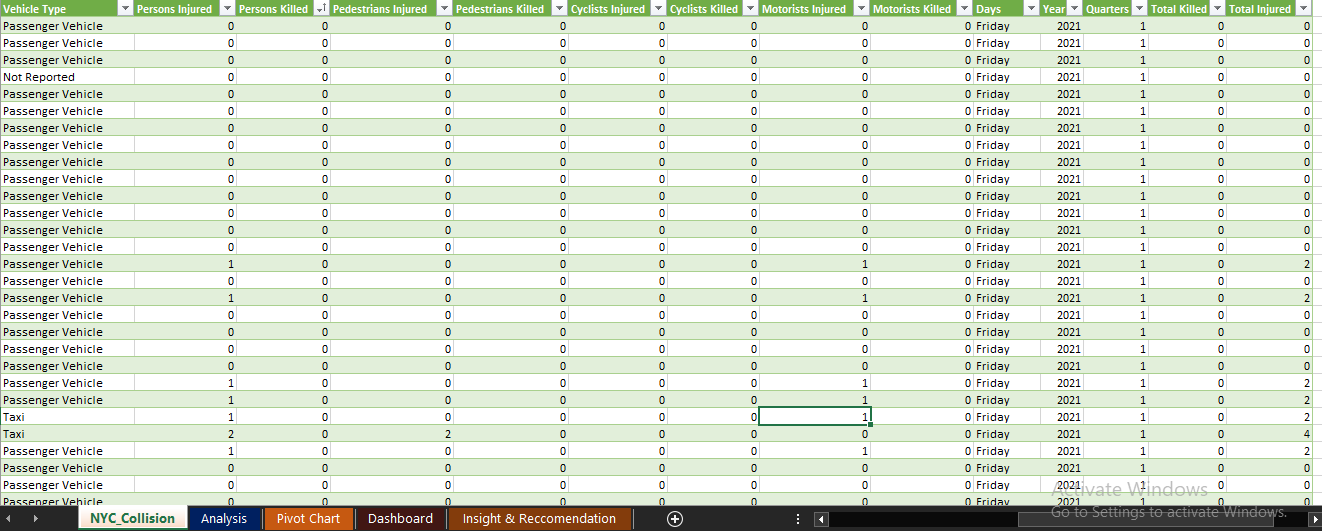 Vehicle Type Persons Injured Persons Killed Pedestrians Injured Pedestrians Killed Cyclists Injured Cyclists Killed Motorists Injured Motorists Killed Days Year Quarters Total Killed Total Injured
Passenger Vehicle 0 0 0 0 0 0 0 0 Friday 2021 1 0 0
Passenger Vehicle 0 0 0 0 0 0 0 0 Friday 2021 1 0 0
Passenger Vehicle 0 0 0 0 0 0 0 0 Friday 2021 1 0 0
Not Reported 0 0 0 0 0 0 0 0 Friday 2021 1 0 0
Passenger Vehicle 0 0 0 0 0 0 0 0 Friday 2021 1 0 0
Passenger Vehicle 0 0 0 0 0 0 0 0 Friday 2021 1 0 0
Passenger Vehicle 0 0 0 0 0 0 0 0 Friday 2021 1 0 0
Passenger Vehicle 0 0 0 0 0 0 0 0 Friday 2021 1 0 0
Passenger Vehicle 0 0 0 0 0 0 0 0 Friday 2021 1 0 0
Passenger Vehicle 0 0 0 0 0 0 0 0 Friday 2021 1 0 0
Passenger Vehicle 0 0 0 0 0 0 0 0 Friday 2021 1 0 0
Passenger Vehicle 0 0 0 0 0 0 0 0 Friday 2021 1 0 0
Passenger Vehicle 0 0 0 0 0 0 0 0 Friday 2021 1 0 0
Passenger Vehicle 0 0 0 0 0 0 0 0 Friday 2021 1 0 0
Passenger Vehicle 1 0 0 0 0 0 1 0 Friday 2021 1 0 2
Passenger Vehicle 0 0 0 0 0 0 0 0 Friday 2021 1 0 0
Passenger Vehicle 1 0 0 0 0 0 1 0 Friday 2021 1 0 2
Passenger Vehicle 0 0 0 0 0 0 0 0 Friday 2021 1 0 0
Passenger Vehicle 0 0 0 0 0 0 0 0 Friday 2021 1 0 0
Passenger Vehicle 0 0 0 0 0 0 0 0 Friday 2021 1 0 0
Passenger Vehicle 0 0 0 0 0 0 0 0 Friday 2021 1 0 0
Passenger Vehicle 1 0 0 0 0 0 1 0 Friday 2021 1 0 2
Passenger Vehicle 1 0 0 0 0 0 1 0 Friday 2021 1 0 2
Taxi 1 0 0 0 0 0 1 0 Friday 2021 1 0 2
Taxi 2 0 2 0 0 0 0 0 Friday 2021 1 0 4
Passenger Vehicle 1 0 0 0 0 0 1 0 Friday 2021 1 0 2
Passenger Vehicle 0 0 0 0 0 0 0 0 Friday 2021 1 0 0
Passenger Vehicle 0 0 0 0 0 0 0 0 Friday 2021 1 0 0
Passenger Vehicle 0 0 0 0 0 0 0 0 Friday 2021 1 0 0
Activate Windows
Go to Settings to activate Windows.
NYC_Collision Analysis Pivot Chart Dashboard Insight & Reccomendation